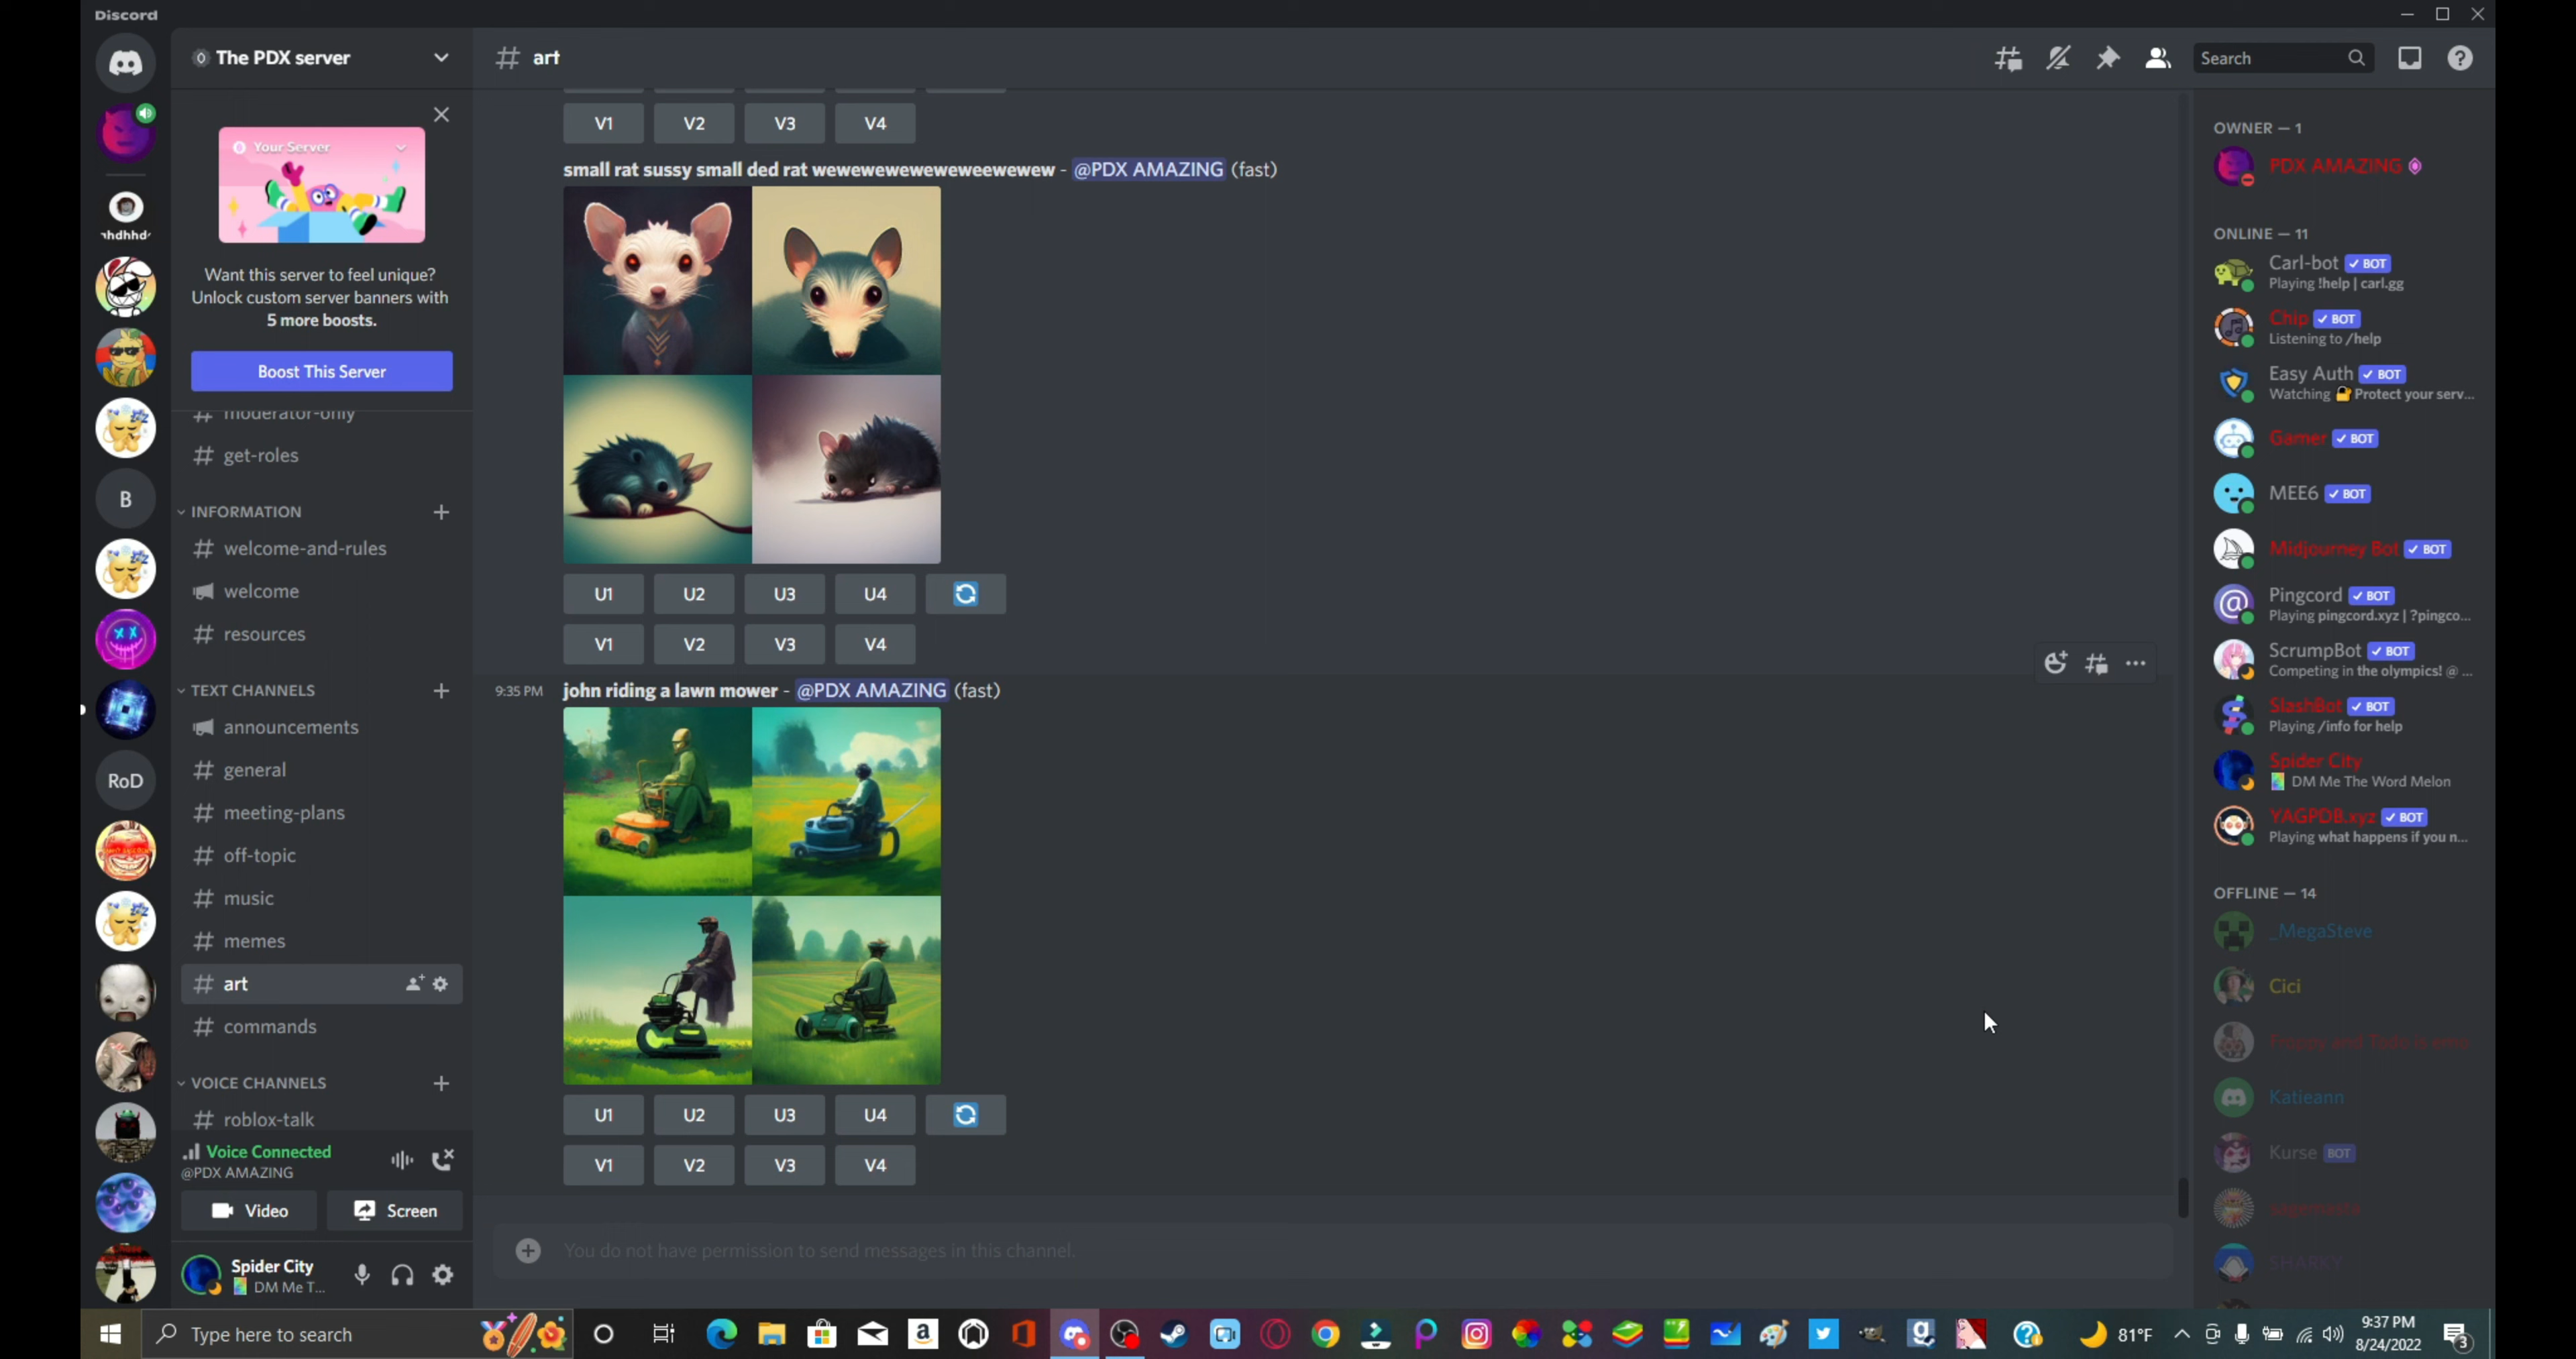 Discord
The PDX server
Your Server
Want this server to feel unique?
Unlock custom server banners with
5 more boosts.
Boost This Server
moderator-only
get-roles
INFORMATION
welcome-and-rules
welcome
resources
TEXT CHANNELS
announcements
general
meeting-plans
off-topic
music
memes
art
commands
VOICE CHANNELS
roblox-talk
Voice Connected
@PDX AMAZING
Video
Screen
Spider City
DM Me T...
B
RoD
# art
Search
V1 V2 V3 V4
small rat sussy small ded rat weweweweweweweewewew - @PDX AMAZING (fast)
U1 U2 U3 U4
V1 V2 V3 V4
9:35 PM john riding a lawn mower - @PDX AMAZING (fast)
U1 U2 U3 U4
V1 V2 V3 V4
You do not have permission to send messages in this channel.
OWNER — 1
PDX AMAZING
ONLINE — 11
Carl-bot BOT
Playing !help | carl.gg
Chip BOT
Listening to /help
Easy Auth BOT
Watching Protect your serv...
Gamer BOT
MEE6 BOT
Midjourney Bot BOT
Pingcord BOT
Playing pingcord.xyz | ?pingco...
ScrumpBot BOT
Competing in the olympics! @ ...
SlashBot BOT
Playing /info for help
Spider City
DM Me The Word Melon
YAGPDB.xyz BOT
Playing what happens if you n...
OFFLINE — 14
_MegaSteve
Cici
Katieann
Kurse BOT
SHARKY
Type here to search
81°F
9:37 PM
8/24/2022
3